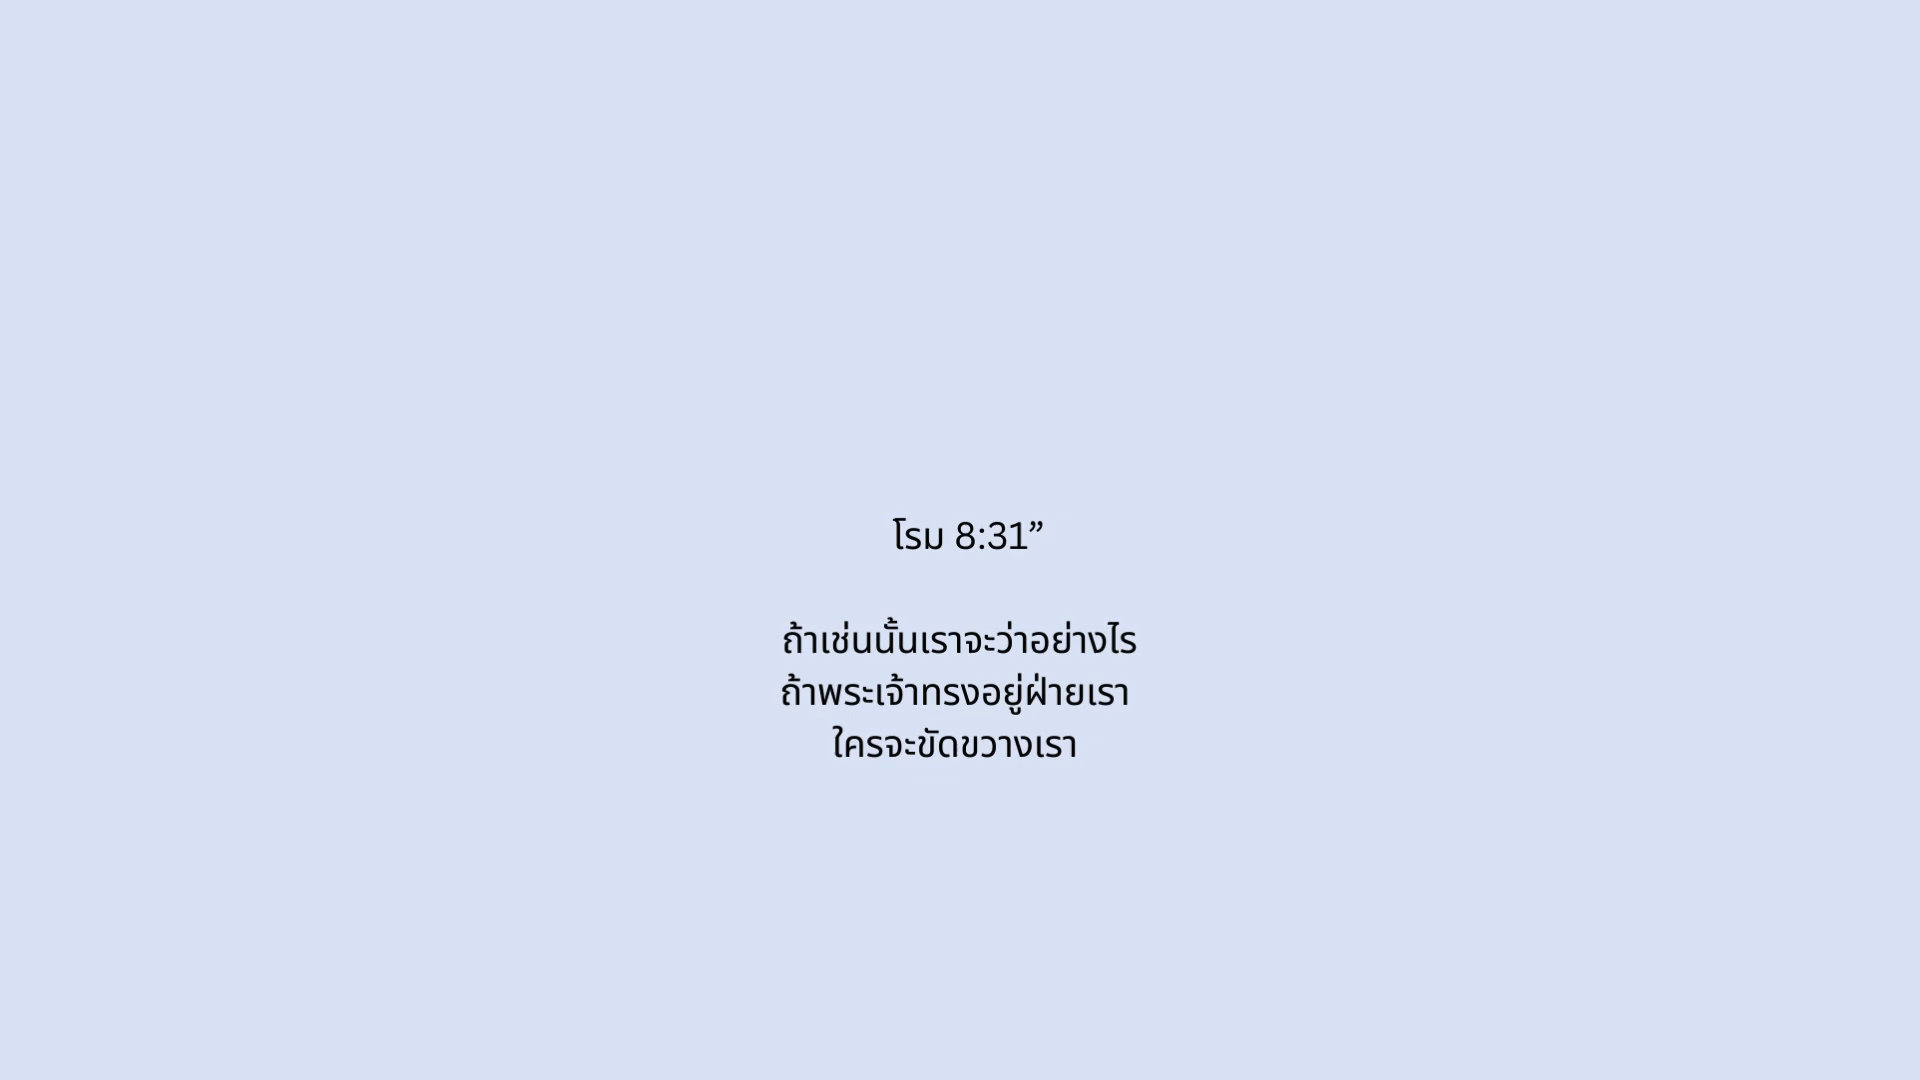 โรม 8:31”
ถ้าเช่นนั้นเราจะว่าอย่างไร
ถ้าพระเจ้าทรงอยู่ฝ่ายเรา
ใครจะขัดขวางเรา